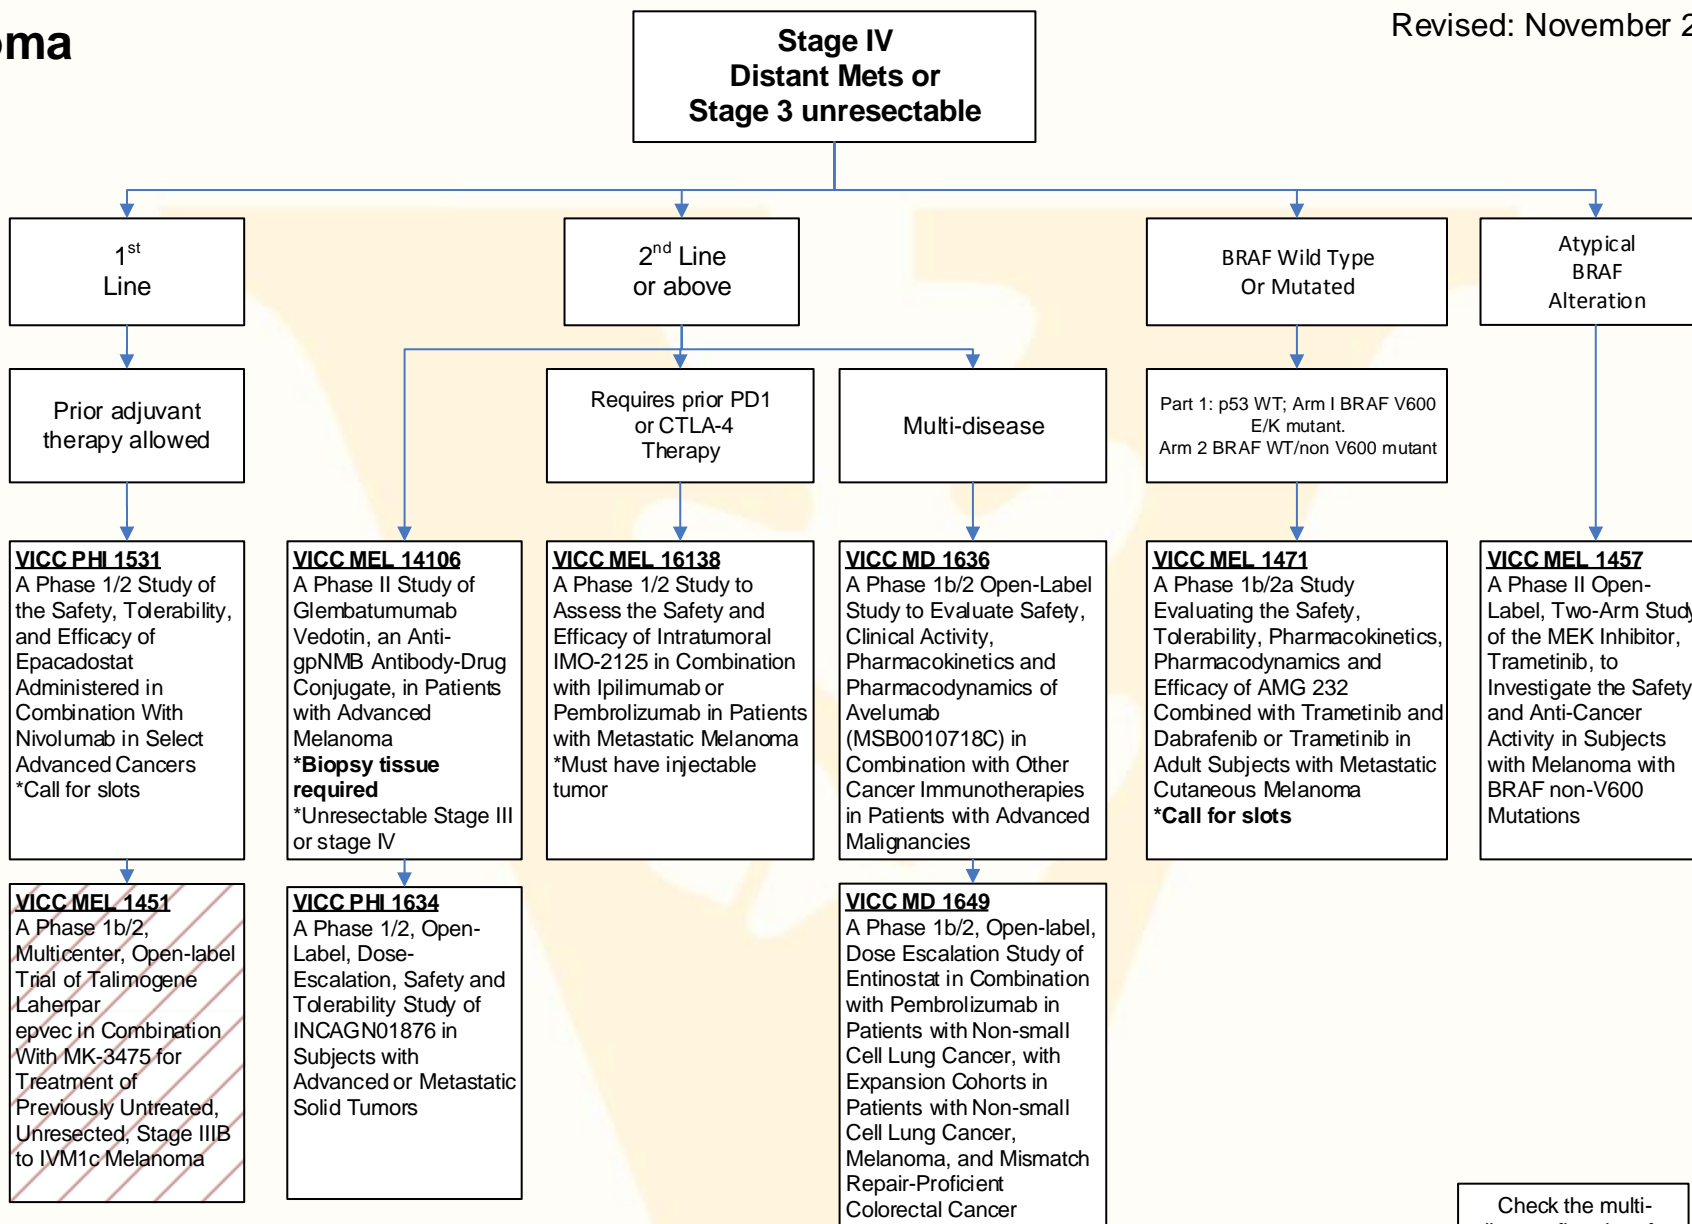 oma
Revised: November 2
Stage IV
Distant Mets or
Stage 3 unresectable
1st
Line
2nd Line
or above
BRAF Wild Type
Or Mutated
Atypical
BRAF
Alteration
Prior adjuvant
therapy allowed
Requires prior PD1
or CTLA-4
Therapy
Multi-disease
Part 1: p53 WT; Arm I BRAF V600
E/K mutant.
Arm 2 BRAF WT/non V600 mutant
VICC PHI 1531
A Phase 1/2 Study of
the Safety, Tolerability,
and Efficacy of
Epacadostat
Administered in
Combination With
Nivolumab in Select
Advanced Cancers
*Call for slots
VICC MEL 14106
A Phase II Study of
Glembatumumab
Vedotin, an Anti-
gpNMB Antibody-Drug
Conjugate, in Patients
with Advanced
Melanoma
*Biopsy tissue
required
*Unresectable Stage III
or stage IV
VICC MEL 16138
A Phase 1/2 Study to
Assess the Safety and
Efficacy of Intratumoral
IMO-2125 in Combination
with Ipilimumab or
Pembrolizumab in Patients
with Metastatic Melanoma
*Must have injectable
tumor
VICC MD 1636
A Phase 1b/2 Open-Label
Study to Evaluate Safety,
Clinical Activity,
Pharmacokinetics and
Pharmacodynamics of
Avelumab
(MSB0010718C) in
Combination with Other
Cancer Immunotherapies
in Patients with Advanced
Malignancies
VICC MEL 1471
A Phase 1b/2a Study
Evaluating the Safety,
Tolerability, Pharmacokinetics,
Pharmacodynamics and
Efficacy of AMG 232
Combined with Trametinib and
Dabrafenib or Trametinib in
Adult Subjects with Metastatic
Cutaneous Melanoma
*Call for slots
VICC MEL 1457
A Phase II Open-
Label, Two-Arm Study
of the MEK Inhibitor,
Trametinib, to
Investigate the Safety
and Anti-Cancer
Activity in Subjects
with Melanoma with
BRAF non-V600
Mutations
VICC MEL 1451
A Phase 1b/2,
Multicenter, Open-label
Trial of Talimogene
Laherpar
epvec in Combination
With MK-3475 for
Treatment of
Previously Untreated,
Unresected, Stage IIIB
to IVM1c Melanoma
VICC PHI 1634
A Phase 1/2, Open-
Label, Dose-
Escalation, Safety and
Tolerability Study of
INCAGN01876 in
Subjects with
Advanced or Metastatic
Solid Tumors
VICC MD 1649
A Phase 1b/2, Open-label,
Dose Escalation Study of
Entinostat in Combination
with Pembrolizumab in
Patients with Non-small
Cell Lung Cancer, with
Expansion Cohorts in
Patients with Non-small
Cell Lung Cancer,
Melanoma, and Mismatch
Repair-Proficient
Colorectal Cancer
Check the multi-